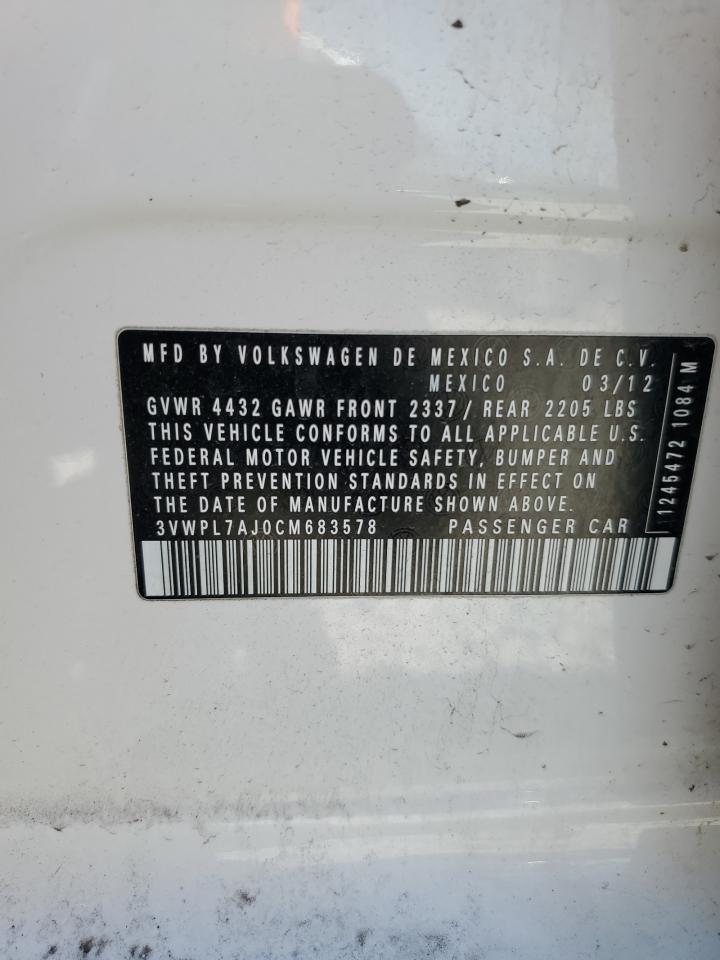 MFD BY VOLKSWAGEN DE MEXICO S.A. DE C.V.
MEXICO 03/12
GVWR 4432 GAWR FRONT 2337 / REAR 2205 LBS
THIS VEHICLE CONFORMS TO ALL APPLICABLE U.S.
FEDERAL MOTOR VEHICLE SAFETY, BUMPER AND
THEFT PREVENTION STANDARDS IN EFFECT ON
THE DATE OF MANUFACTURE SHOWN ABOVE.
3VWPL7AJ0CM683578 PASSENGER CAR
1245472 1084 M